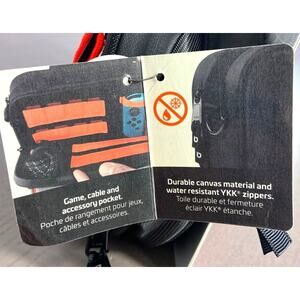 Game, cable and
accessory pocket.
Poche de rangement pour jeux,
câbles et accessoires.
Durable canvas material and
water resistant YKK® zippers.
Toile durable et fermeture
éclair YKK® étanche.